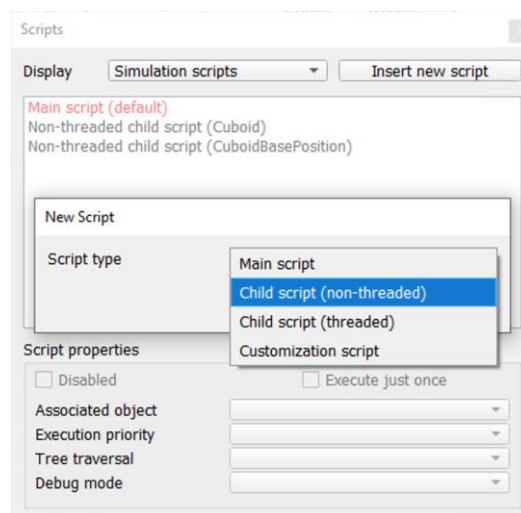 Scripts
Display Simulation scripts Insert new script
Main script (default)
Non-threaded child script (Cuboid)
Non-threaded child script (CuboidBasePosition)
New Script
Script type
Main script
Child script (non-threaded)
Child script (threaded)
Customization script
Script properties
Disabled Execute just once
Associated object
Execution priority
Tree traversal
Debug mode